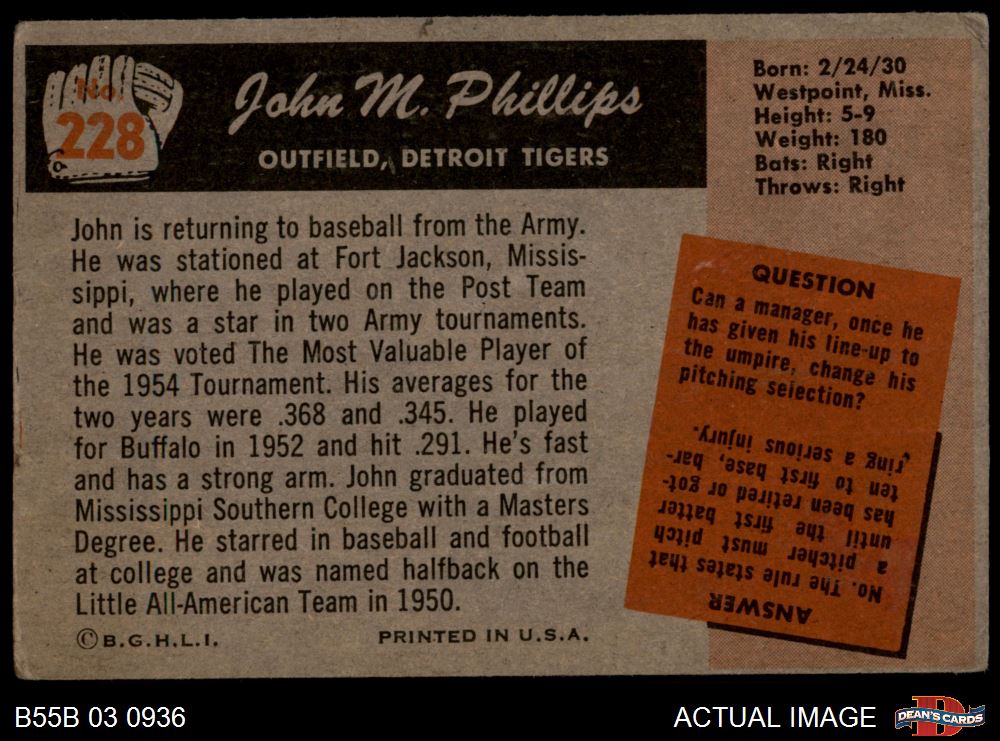 No.
228
John M. Phillips
OUTFIELD, DETROIT TIGERS
Born: 2/24/30
Westpoint, Miss.
Height: 5-9
Weight: 180
Bats: Right
Throws: Right
John is returning to baseball from the Army.
He was stationed at Fort Jackson, Missis-
sippi, where he played on the Post Team
and was a star in two Army tournaments.
He was voted The Most Valuable Player of
the 1954 Tournament. His averages for the
two years were .368 and .345. He played
for Buffalo in 1952 and hit .291. He's fast
and has a strong arm. John graduated from
Mississippi Southern College with a Masters
Degree. He starred in baseball and football
at college and was named halfback on the
Little All-American Team in 1950.
©B.G.H.L.I.
PRINTED IN U.S.A.
QUESTION
Can a manager, once he
has given his line-up to
the umpire, change his
pitching selection?
ANSWER
No. The rule states that
a pitcher must pitch
until the first batter
has been retired or got-
ten to first base, bar-
ring a serious injury.
B55B 03 0936
ACTUAL IMAGE
D
DEAN'S CARDS